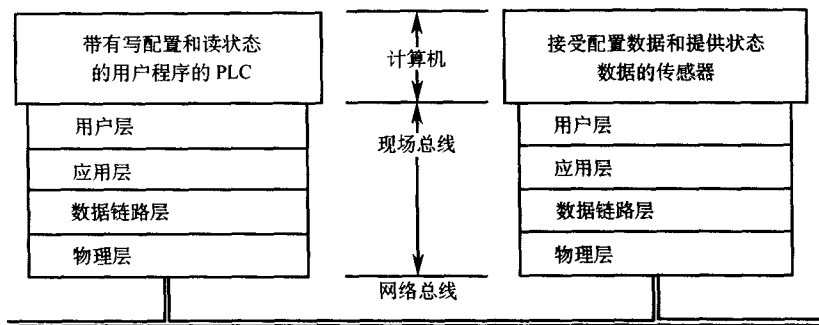 带有写配置和读状态
的用户程序的 PLC
用户层
应用层
数据链路层
物理层
计算机
现场总线
网络总线
接受配置数据和提供状态
数据的传感器
用户层
应用层
数据链路层
物理层